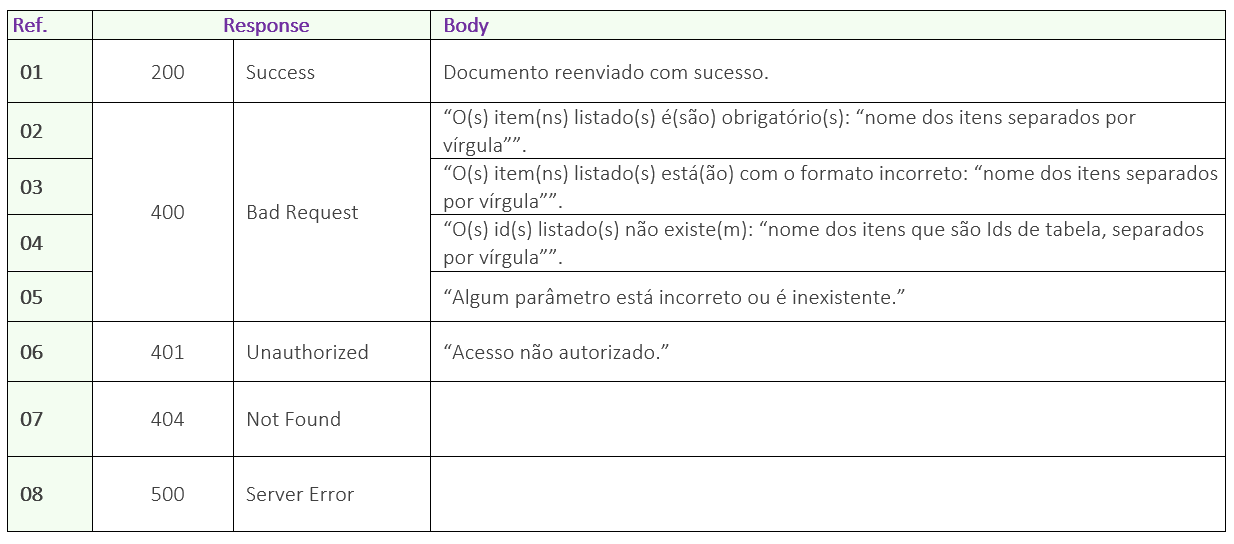 Ref. Response Body
01 200 Success Documento reenviado com sucesso.
02 “O(s) item(ns) listado(s) é(são) obrigatório(s): “nome dos itens separados por
vírgula””.
03 “O(s) item(ns) listado(s) está(ão) com o formato incorreto: “nome dos itens separados
por vírgula””.
400 Bad Request
04 “O(s) id(s) listado(s) não existe(m): “nome dos itens que são Ids de tabela, separados
por vírgula””.
05 “Algum parâmetro está incorreto ou é inexistente.”
06 401 Unauthorized “Acesso não autorizado.”
07 404 Not Found
08 500 Server Error